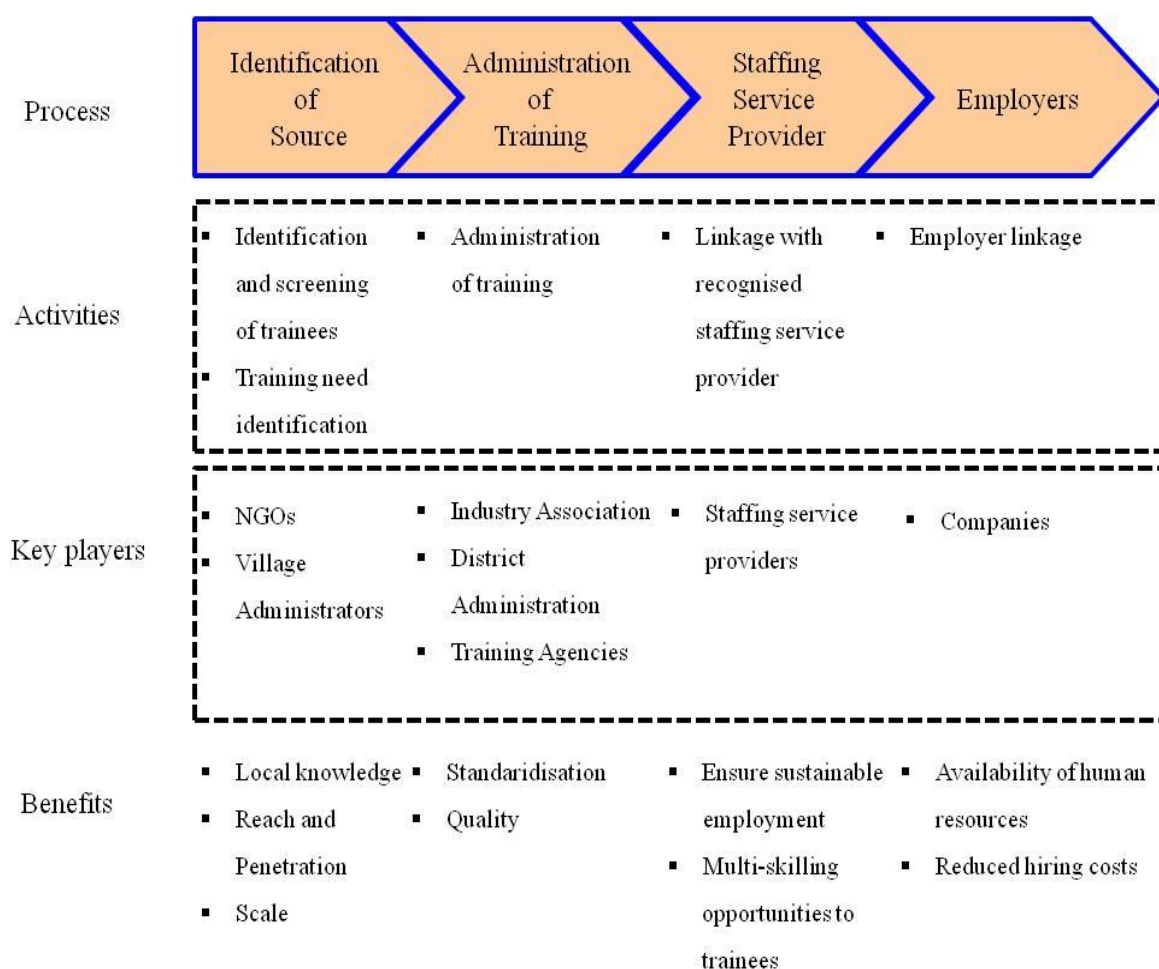 Process
Identification
of
Source
Administration
of
Training
Staffing
Service
Provider
Employers
Activities
▪ Identification
and screening
of trainees
▪ Training need
identification
▪ Administration
of training
▪ Linkage with
recognised
staffing service
provider
▪ Employer linkage
Key players
▪ NGOs
▪ Village
Administrators
▪ Industry Association
▪ District
Administration
▪ Training Agencies
▪ Staffing service
providers
▪ Companies
Benefits
▪ Local knowledge
▪ Reach and
Penetration
▪ Scale
▪ Standaridisation
▪ Quality
▪ Ensure sustainable
employment
▪ Multi-skilling
opportunities to
trainees
▪ Availability of human
resources
▪ Reduced hiring costs